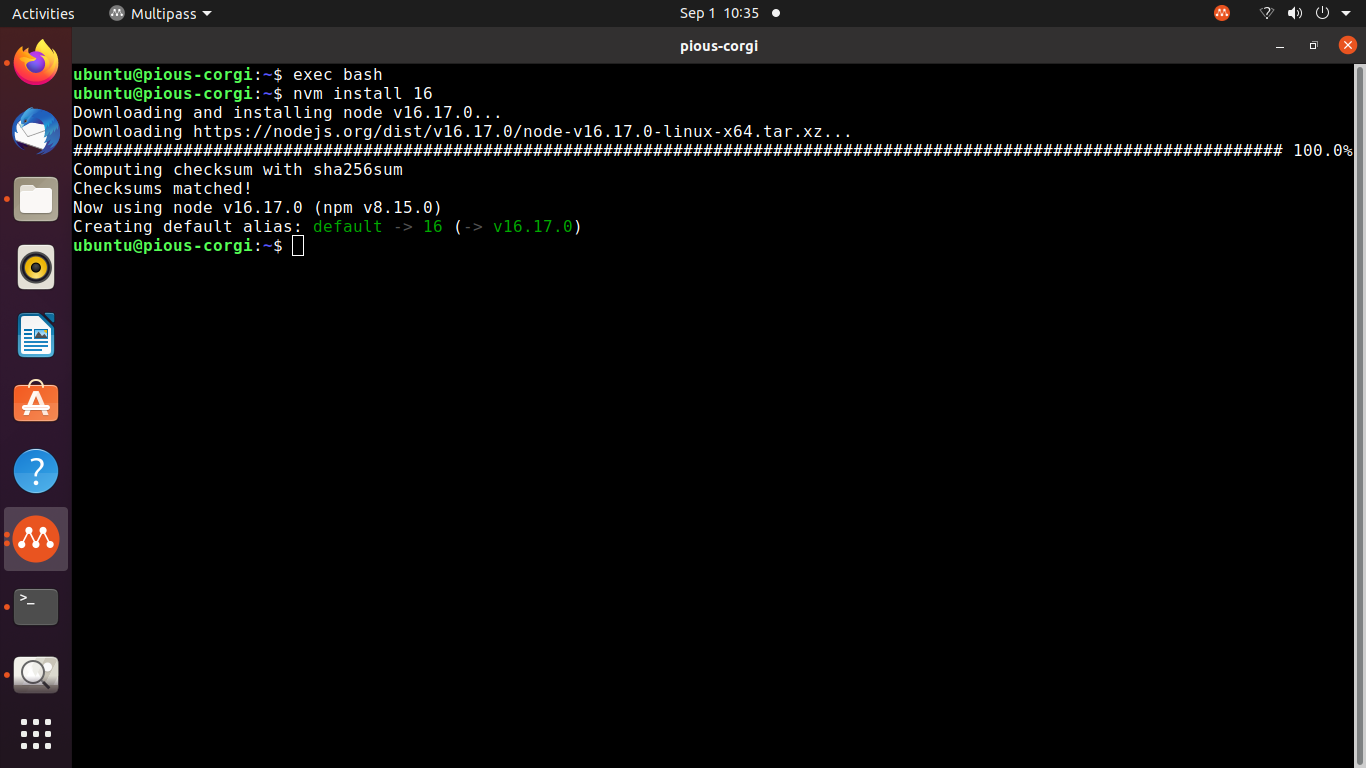 Activities Multipass Sep 1 10:35
pious-corgi
ubuntu@pious-corgi:~$ exec bash
ubuntu@pious-corgi:~$ nvm install 16
Downloading and installing node v16.17.0...
Downloading https://nodejs.org/dist/v16.17.0/node-v16.17.0-linux-x64.tar.xz...
######################################################################################################################### 100.0%
Computing checksum with sha256sum
Checksums matched!
Now using node v16.17.0 (npm v8.15.0)
Creating default alias: default -> 16 (-> v16.17.0)
ubuntu@pious-corgi:~$